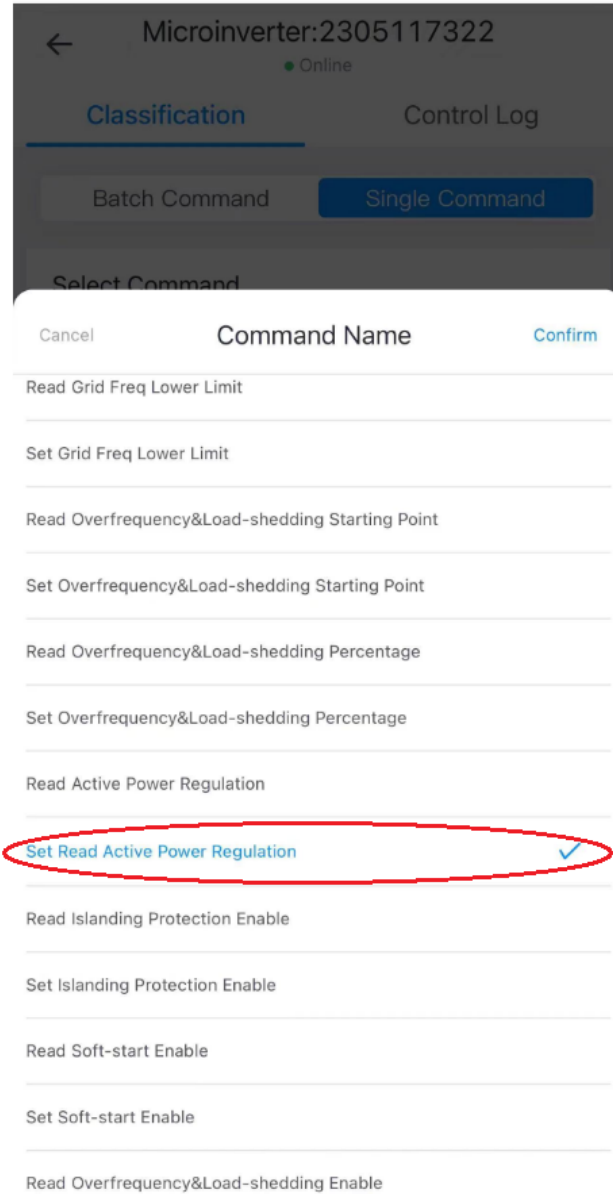 Microinverter:2305117322
Online
Classification
Control Log
Batch Command
Single Command
Select Command
Cancel
Command Name
Confirm
Read Grid Freq Lower Limit
Set Grid Freq Lower Limit
Read Overfrequency&Load-shedding Starting Point
Set Overfrequency&Load-shedding Starting Point
Read Overfrequency&Load-shedding Percentage
Set Overfrequency&Load-shedding Percentage
Read Active Power Regulation
Set Read Active Power Regulation
Read Islanding Protection Enable
Set Islanding Protection Enable
Read Soft-start Enable
Set Soft-start Enable
Read Overfrequency&Load-shedding Enable